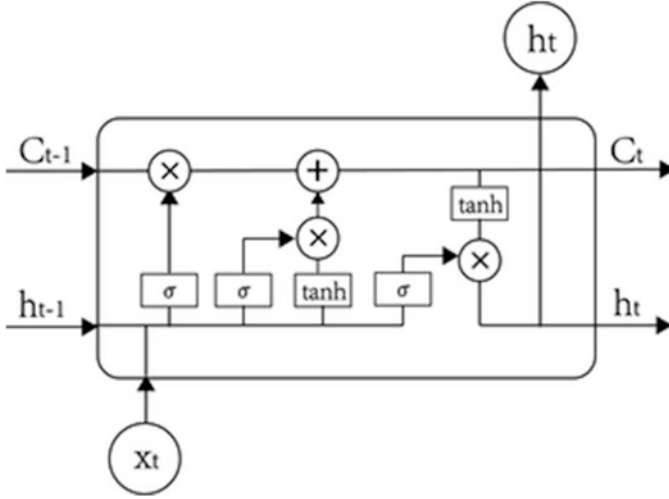 ht
Ct-1
×
+
Ct
tanh
×
×
σ
σ
tanh
σ
ht-1
ht
xt